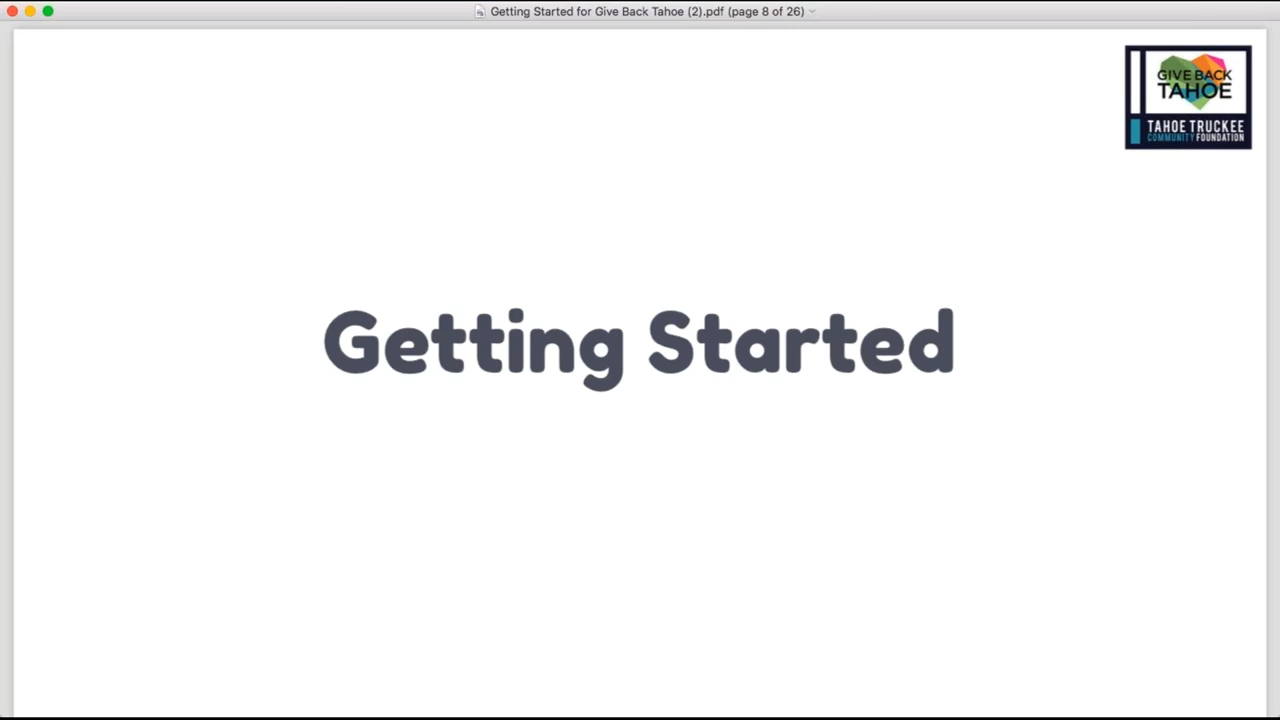 Getting Started for Give Back Tahoe (2).pdf (page 8 of 26)
GIVE BACK
TAHOE
TAHOE TRUCKEE
COMMUNITY FOUNDATION
Getting Started